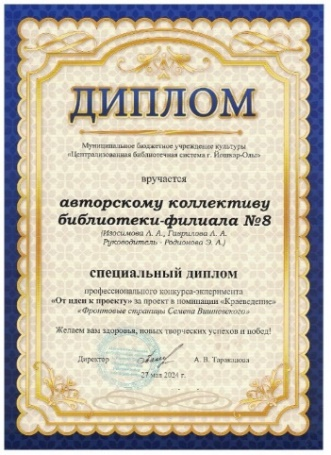 ДИПЛОМ
Муниципальное бюджетное учреждение культуры
«Централизованная библиотечная система г. Йошкар-Олы»
вручается
авторскому коллективу
библиотеки-филиала №8
(Изосимова Л. А., Гаврилова Л. А.
Руководитель - Родионова Э. А.)
специальный диплом
профессионального конкурса-эксперимента
«От идеи к проекту» за проект в номинации «Краеведение»
«Фронтовые страницы Семена Вишневского»
Желаем вам здоровья, новых творческих успехов и побед!
Директор А. В.
27 мая 2024 г.